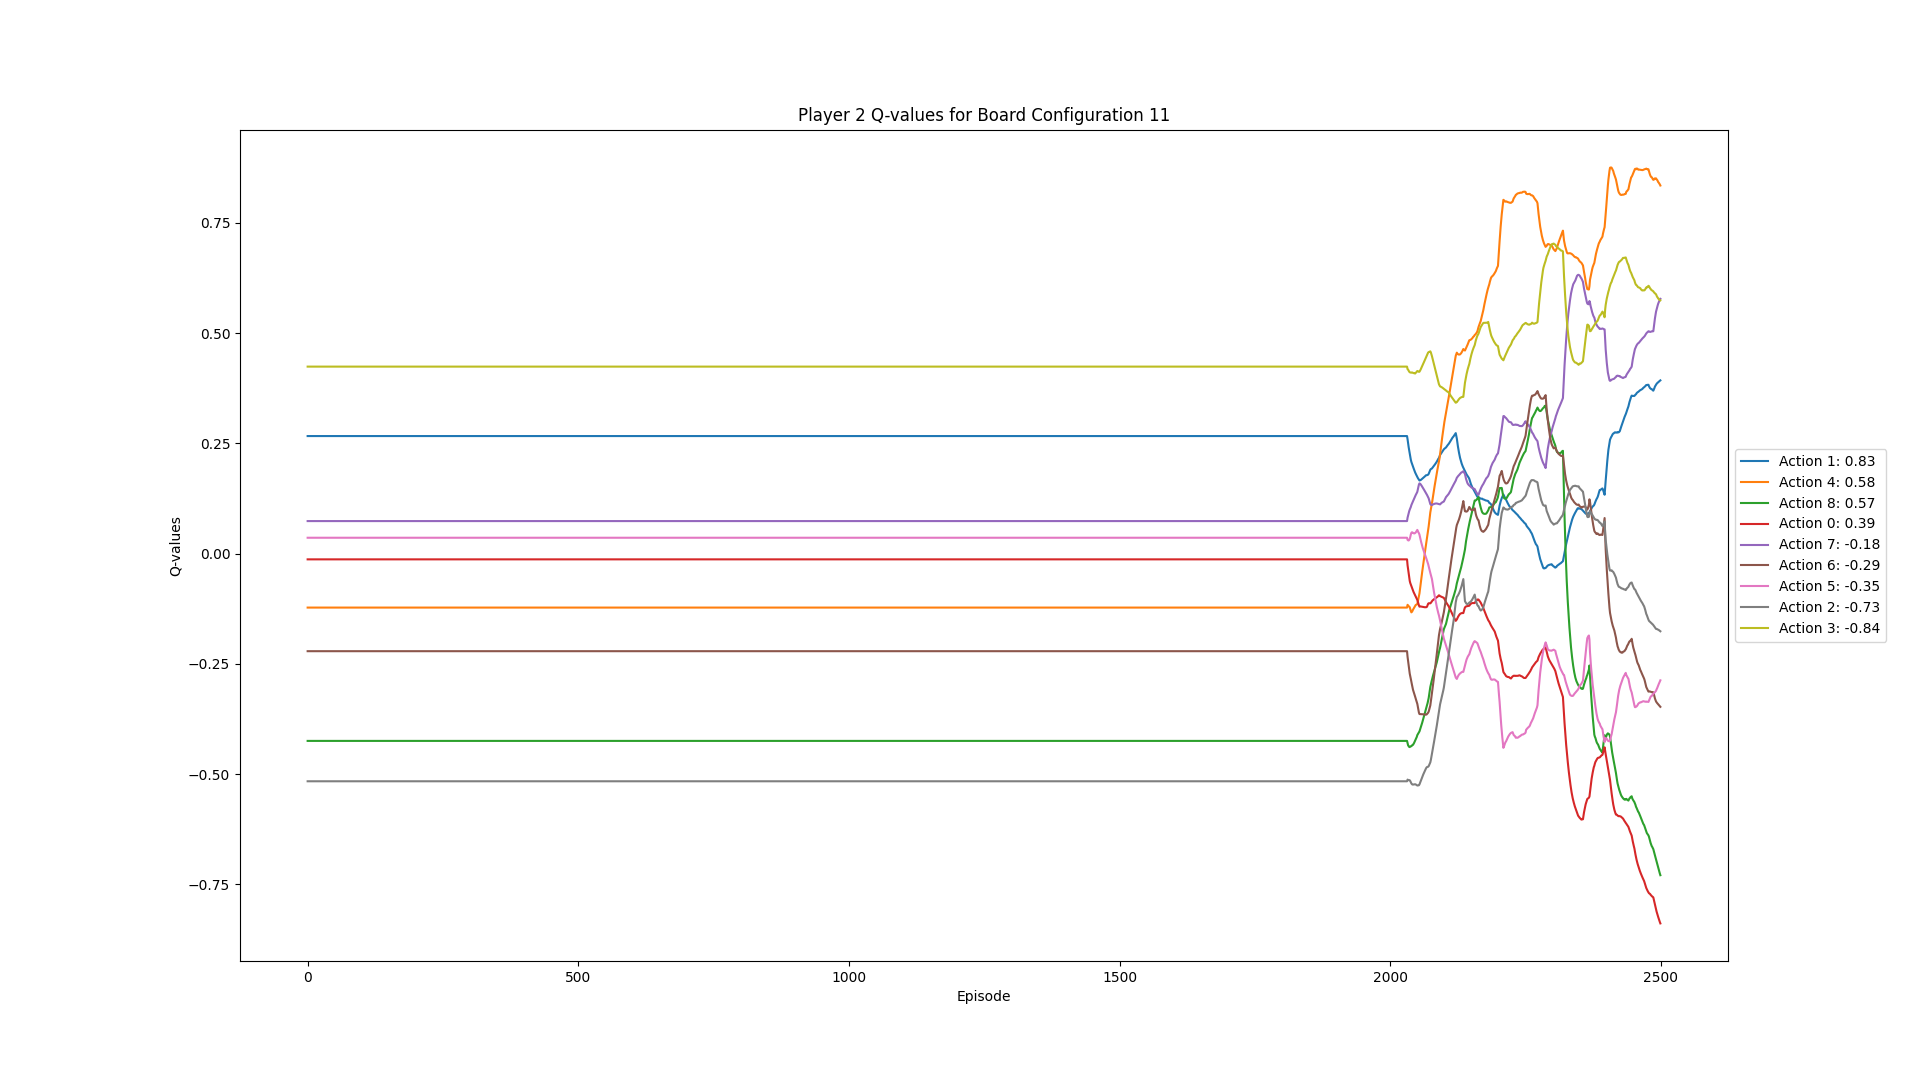 Player 2 Q-values for Board Configuration 11
Q-values
0.75
0.50
0.25
0.00
−0.25
−0.50
−0.75
0
500
1000
1500
2000
2500
Episode
Action 1: 0.83
Action 4: 0.58
Action 8: 0.57
Action 0: 0.39
Action 7: -0.18
Action 6: -0.29
Action 5: -0.35
Action 2: -0.73
Action 3: -0.84